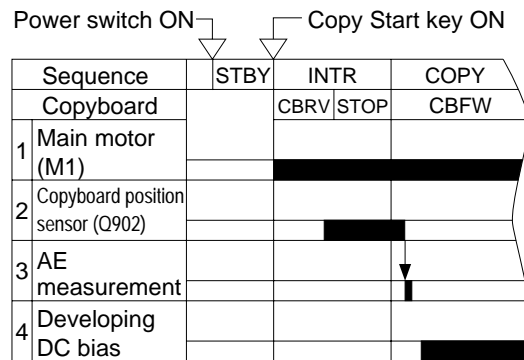 Power switch ON
Copy Start key ON
Sequence STBY INTR COPY
Copyboard CBRV STOP CBFW
1 Main motor
(M1)
2 Copyboard position
sensor (Q902)
3 AE
measurement
4 Developing
DC bias